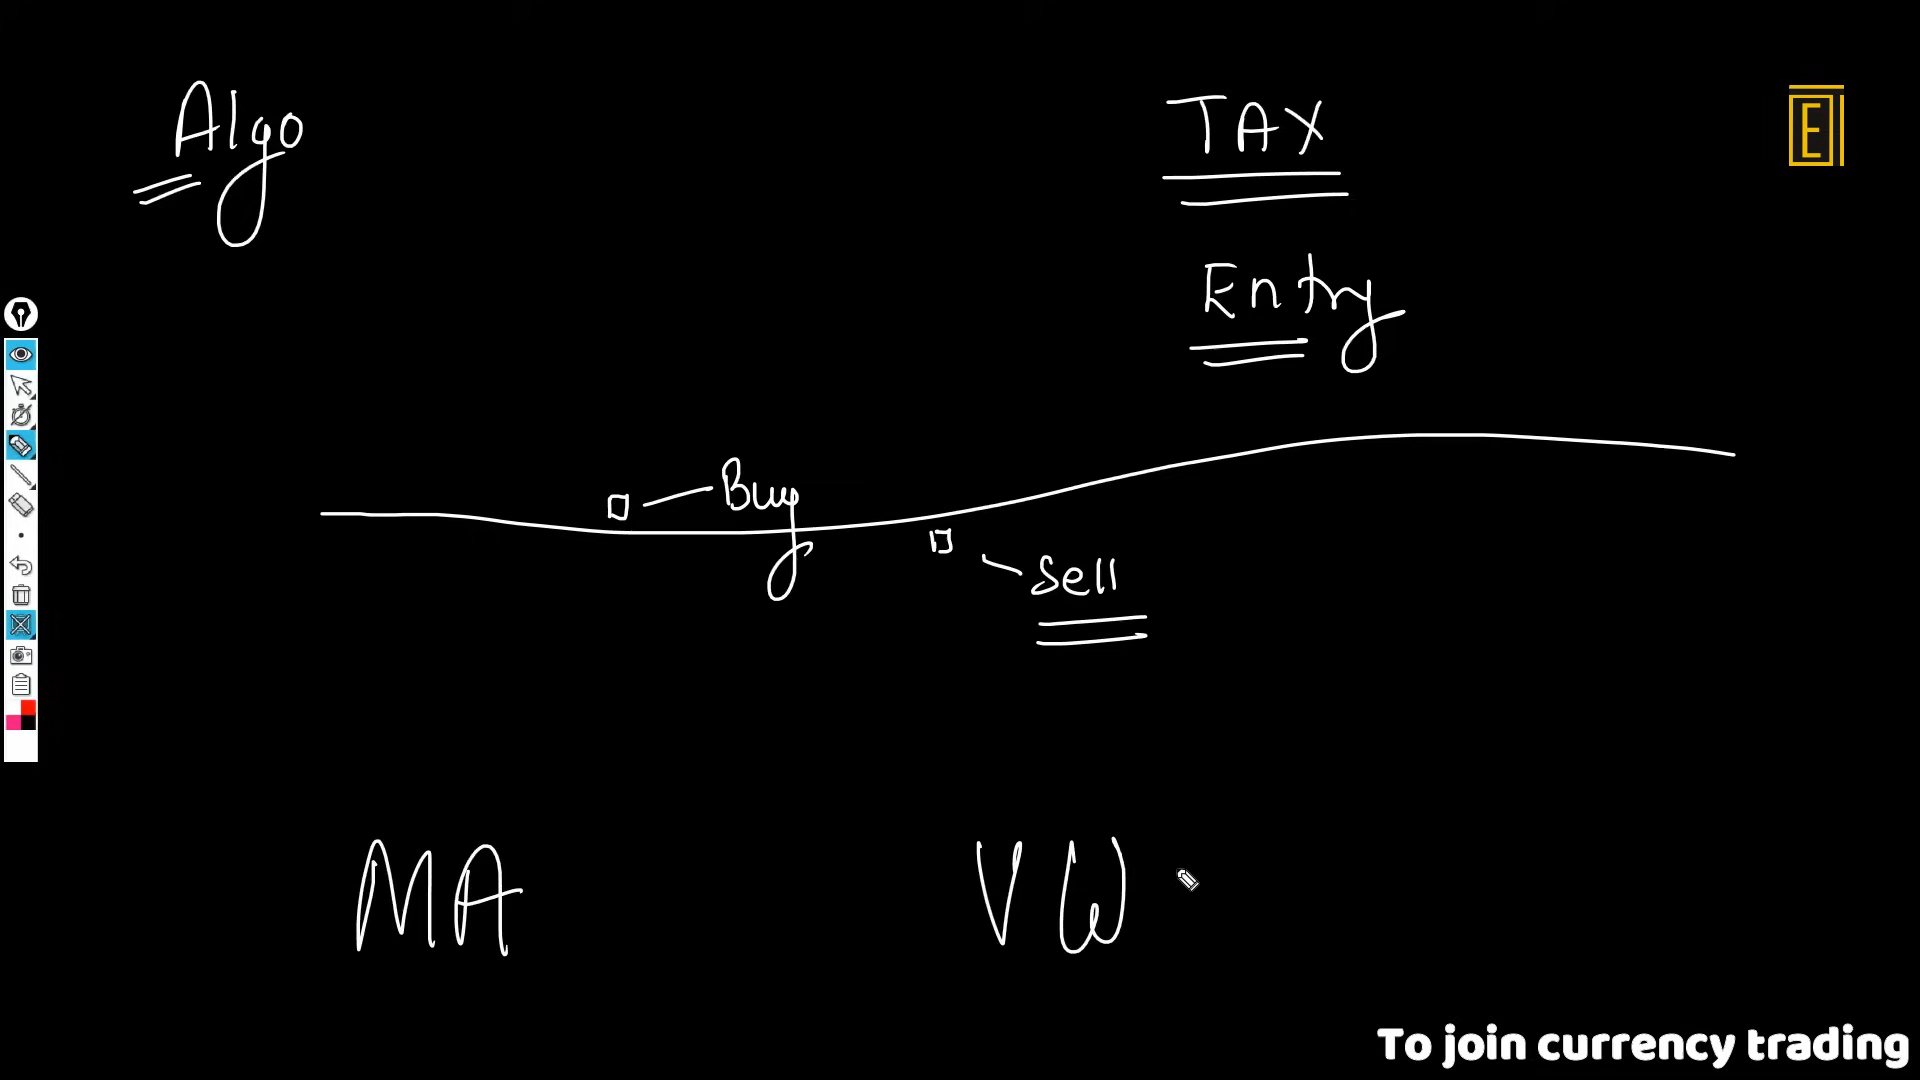 Algo
TAX
E
Entry
Buy
Sell
MA
VW
To join currency trading